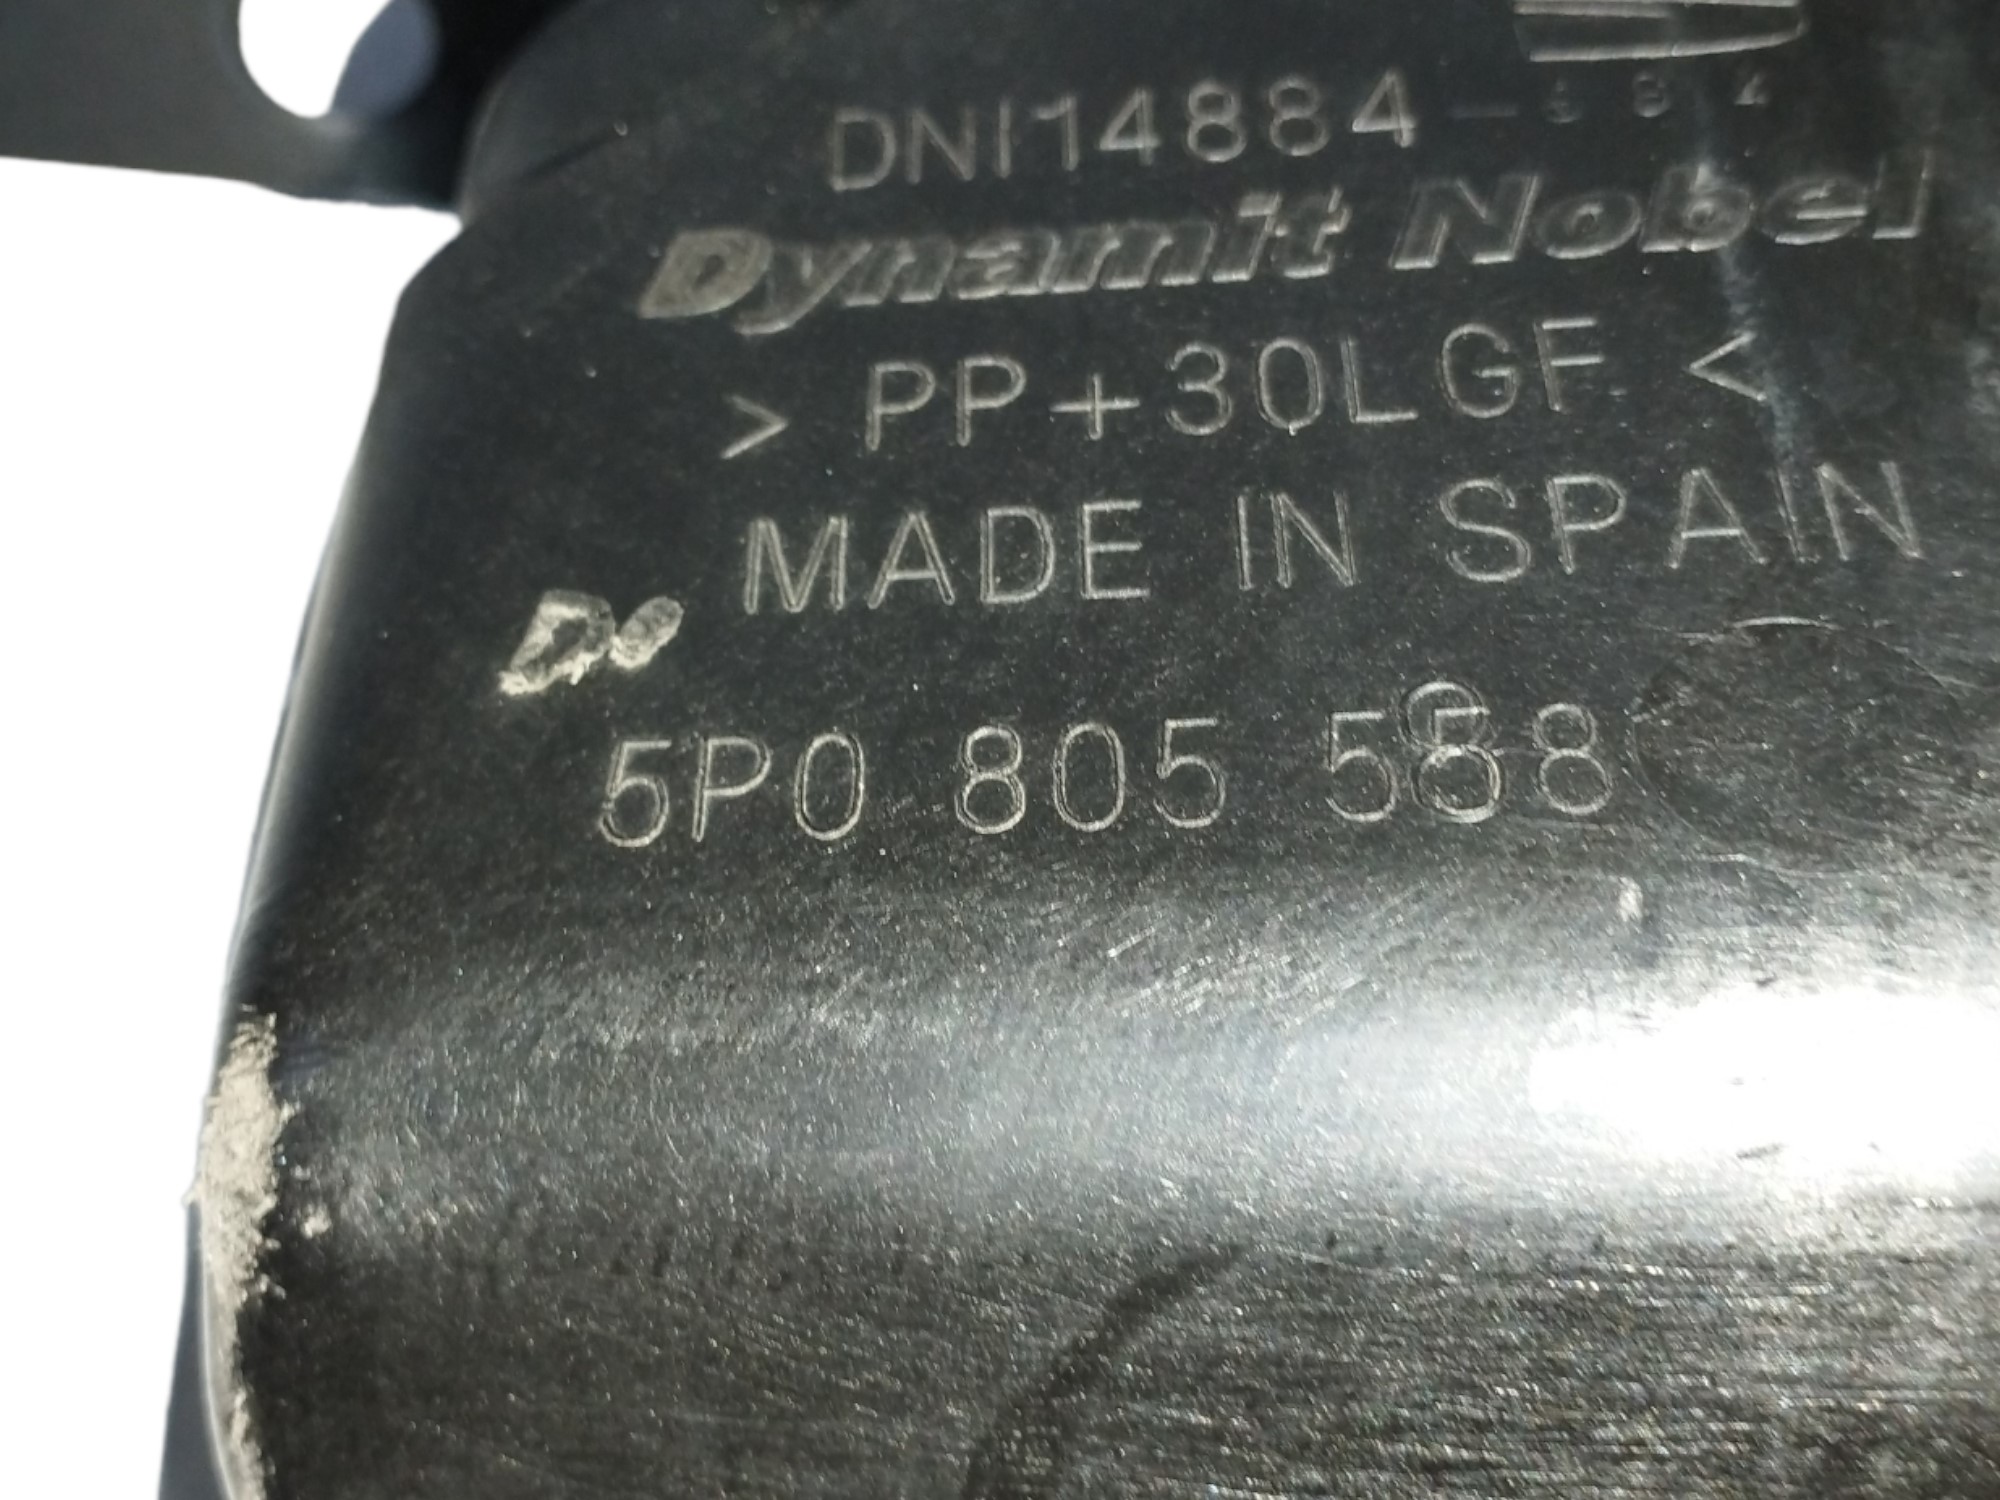 DNI14884
Dynamit Nobel
> PP+30LGF <
MADE IN SPAIN
5P0 805 588